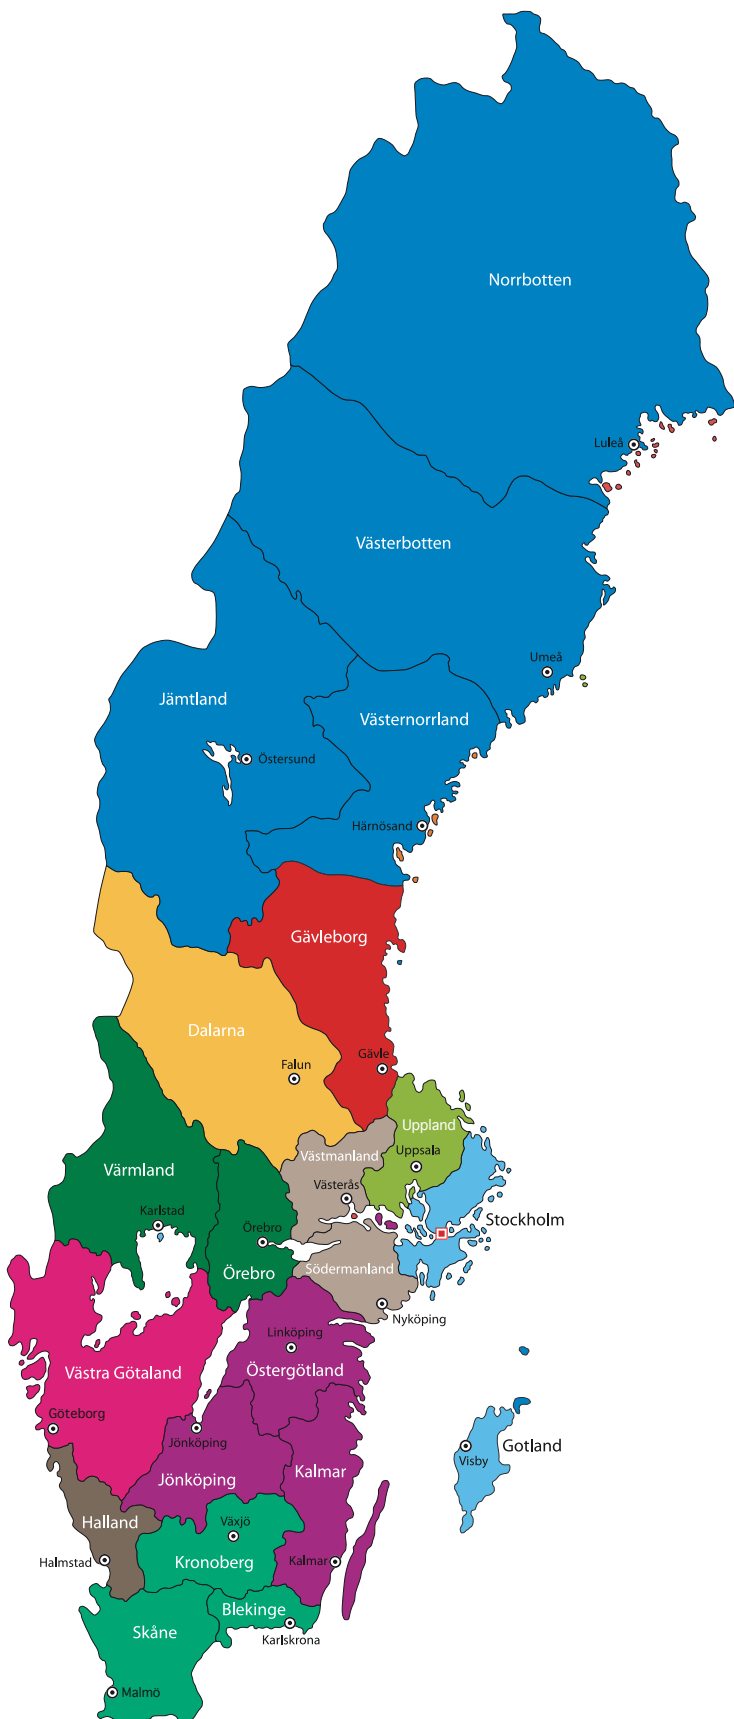 Norrbotten
Luleå
Västerbotten
Umeå
Jämtland
Västernorrland
Östersund
Härnösand
Gävleborg
Dalarna
Gävle
Falun
Uppland
Västmanland
Uppsala
Värmland
Västerås
Karlstad
Stockholm
Örebro
Södermanland
Örebro
Nyköping
Linköping
Östergötland
Västra Götaland
Göteborg
Jönköping
Gotland
Visby
Kalmar
Jönköping
Halland
Växjö
Halmstad
Kronoberg
Kalmar
Blekinge
Skåne
Karlskrona
Malmö